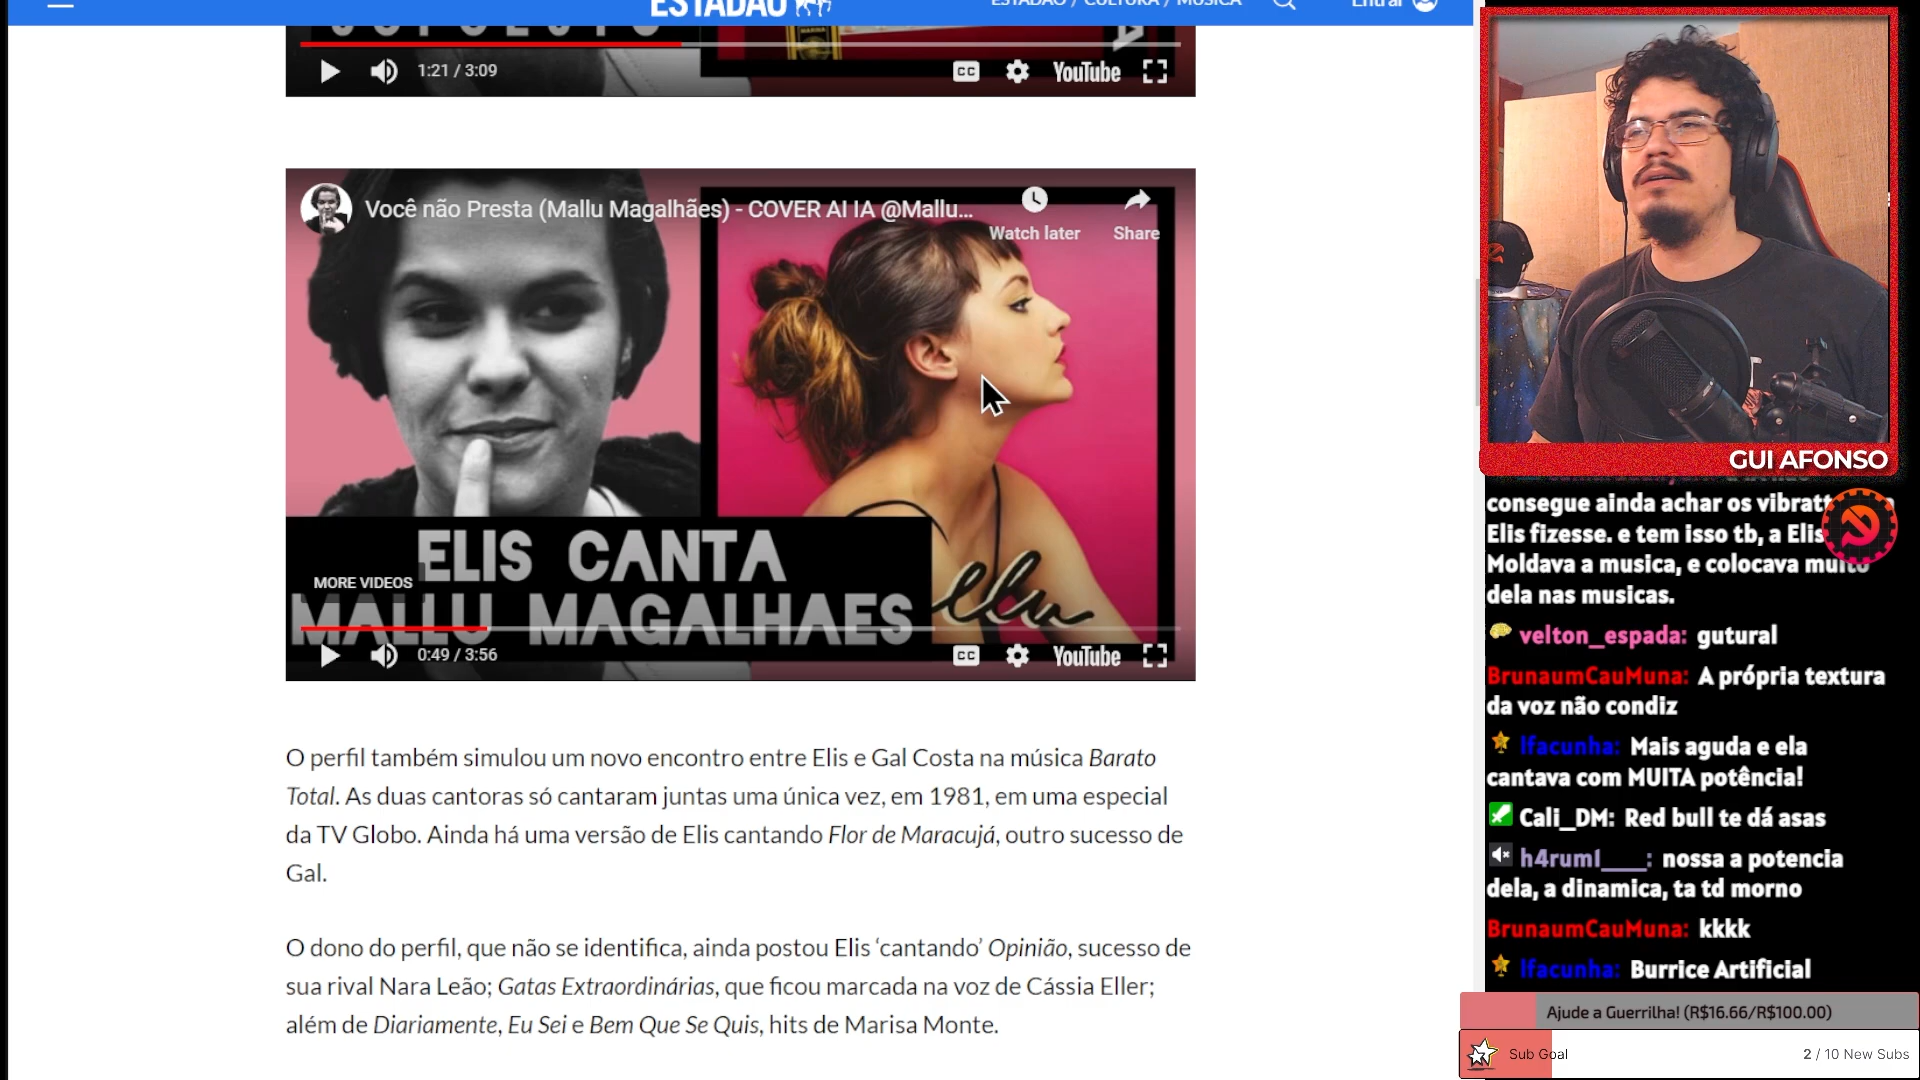 ESTADÃO
ESTADÃO / CULTURA / MÚSICA
Entrar
1:21 / 3:09
CC
YouTube
Você não Presta (Mallu Magalhães) - COVER AI IA @Mallu...
Watch later
Share
ELIS CANTA
MORE VIDEOS
MALLU MAGALHAES
elu
0:49 / 3:56
CC
YouTube
O perfil também simulou um novo encontro entre Elis e Gal Costa na música Barato
Total. As duas cantoras só cantaram juntas uma única vez, em 1981, em uma especial
da TV Globo. Ainda há uma versão de Elis cantando Flor de Maracujá, outro sucesso de
Gal.
O dono do perfil, que não se identifica, ainda postou Elis ‘cantando’ Opinião, sucesso de
sua rival Nara Leão; Gatas Extraordinárias, que ficou marcada na voz de Cássia Eller;
além de Diariamente, Eu Sei e Bem Que Se Quis, hits de Marisa Monte.
GUI AFONSO
consegue ainda achar os
Elis fizesse. e tem isso tb, a Elis
Moldava a musica, e colocava muito
dela nas musicas.
velton_espada: gutural
BrunaumCauMuna: A própria textura
da voz não condiz
lfacunha: Mais aguda e ela
cantava com MUITA potência!
Cali_DM: Red bull te dá asas
h4rum1____: nossa a potencia
dela, a dinamica, ta td morno
BrunaumCauMuna: kkkk
lfacunha: Burrice Artificial
Ajude a Guerrilha! (R$16.66/R$100.00)
Sub Goal
2 / 10 New Subs